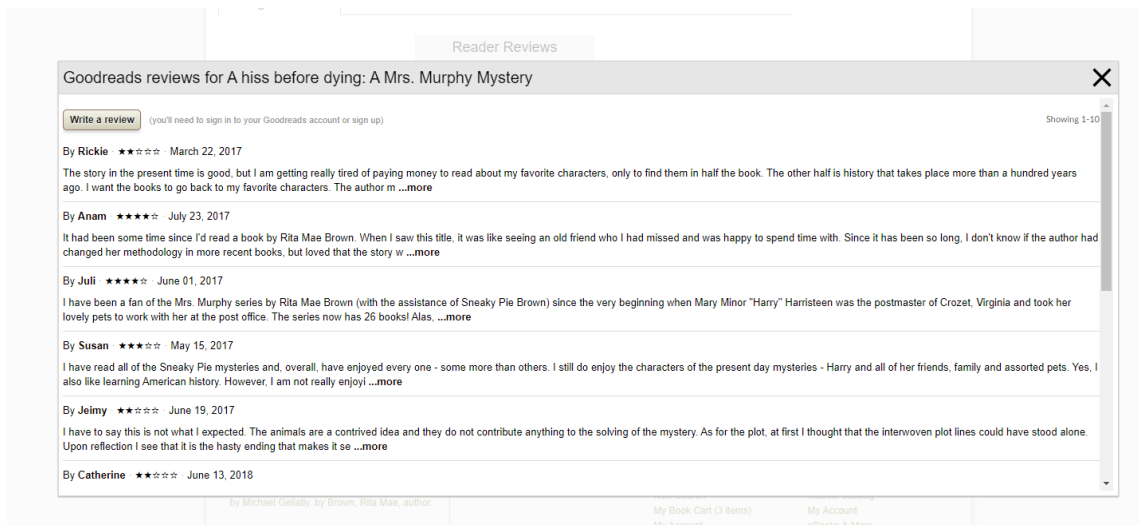 Reader Reviews
Goodreads reviews for A hiss before dying: A Mrs. Murphy Mystery
Write a review (you'll need to sign in to your Goodreads account or sign up) Showing 1-10
By Rickie · ★★☆☆☆ · March 22, 2017
The story in the present time is good, but I am getting really tired of paying money to read about my favorite characters, only to find them in half the book. The other half is history that takes place more than a hundred years
ago. I want the books to go back to my favorite characters. The author m ...more
By Anam · ★★★★☆ · July 23, 2017
It had been some time since I'd read a book by Rita Mae Brown. When I saw this title, it was like seeing an old friend who I had missed and was happy to spend time with. Since it has been so long, I don't know if the author had
changed her methodology in more recent books, but loved that the story w ...more
By Juli · ★★★★☆ · June 01, 2017
I have been a fan of the Mrs. Murphy series by Rita Mae Brown (with the assistance of Sneaky Pie Brown) since the very beginning when Mary Minor "Harry" Harristeen was the postmaster of Crozet, Virginia and took her
lovely pets to work with her at the post office. The series now has 26 books! Alas, ...more
By Susan · ★★★☆☆ · May 15, 2017
I have read all of the Sneaky Pie mysteries and, overall, have enjoyed every one - some more than others. I still do enjoy the characters of the present day mysteries - Harry and all of her friends, family and assorted pets. Yes, I
also like learning American history. However, I am not really enjoyi ...more
By Jeimy · ★★☆☆☆ · June 19, 2017
I have to say this is not what I expected. The animals are a contrived idea and they do not contribute anything to the solving of the mystery. As for the plot, at first I thought that the interwoven plot lines could have stood alone.
Upon reflection I see that it is the hasty ending that makes it se ...more
By Catherine · ★★☆☆☆ · June 13, 2018
by Michael Gellatly. by Brown, Rita Mae, author.
My Book Cart (3 items) My Account